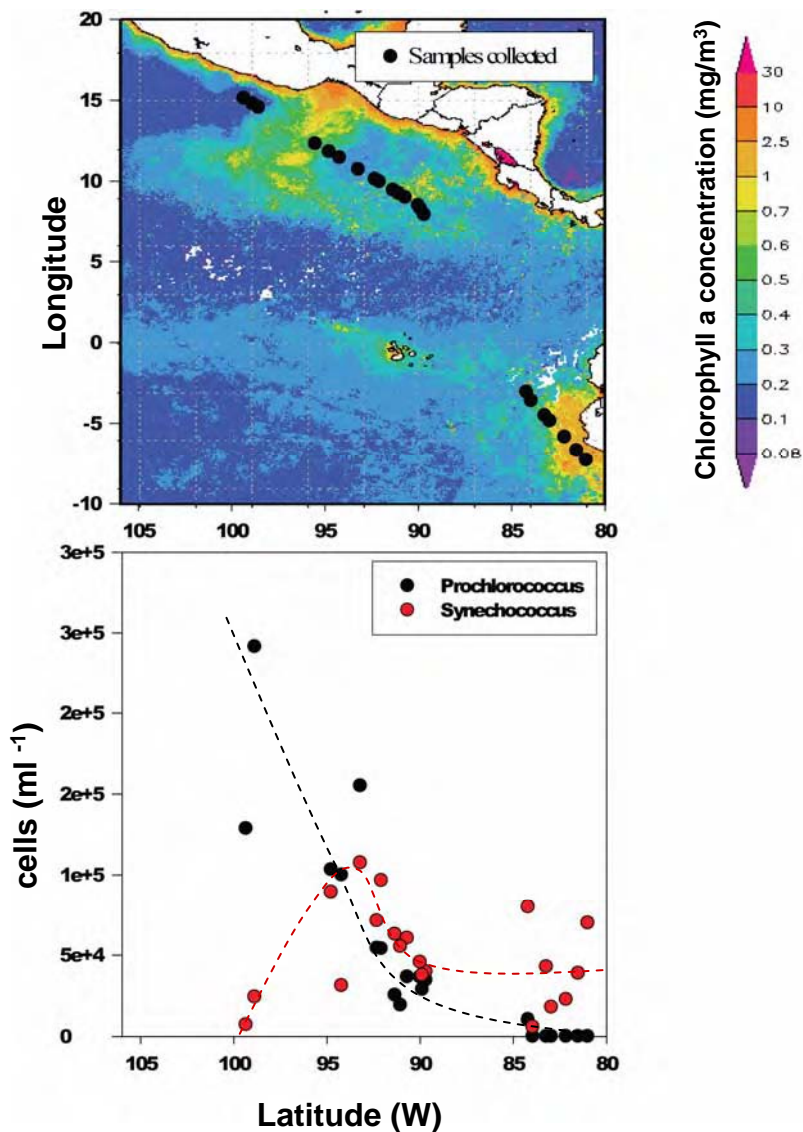 20
15
10
5
0
-5
-10
Longitude
Samples collected
105
100
95
90
85
80
Chlorophyll a concentration (mg/m³)
30
10
2.5
1
0.7
0.6
0.5
0.4
0.3
0.2
0.1
0.08
3e+5
3e+5
2e+5
2e+5
1e+5
5e+4
0
cells (ml ⁻¹)
Prochlorococcus
Synechococcus
105
100
95
90
85
80
Latitude (W)